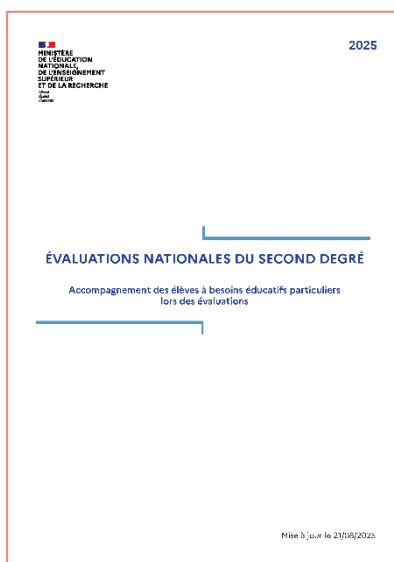 2025
MINISTÈRE
DE L'ÉDUCATION
NATIONALE,
DE L'ENSEIGNEMENT
SUPÉRIEUR
ET DE LA RECHERCHE
ÉVALUATIONS NATIONALES DU SECOND DEGRÉ
Accompagnement des élèves à besoins éducatifs particuliers
lors des évaluations
Mise à jour le 21/08/2025